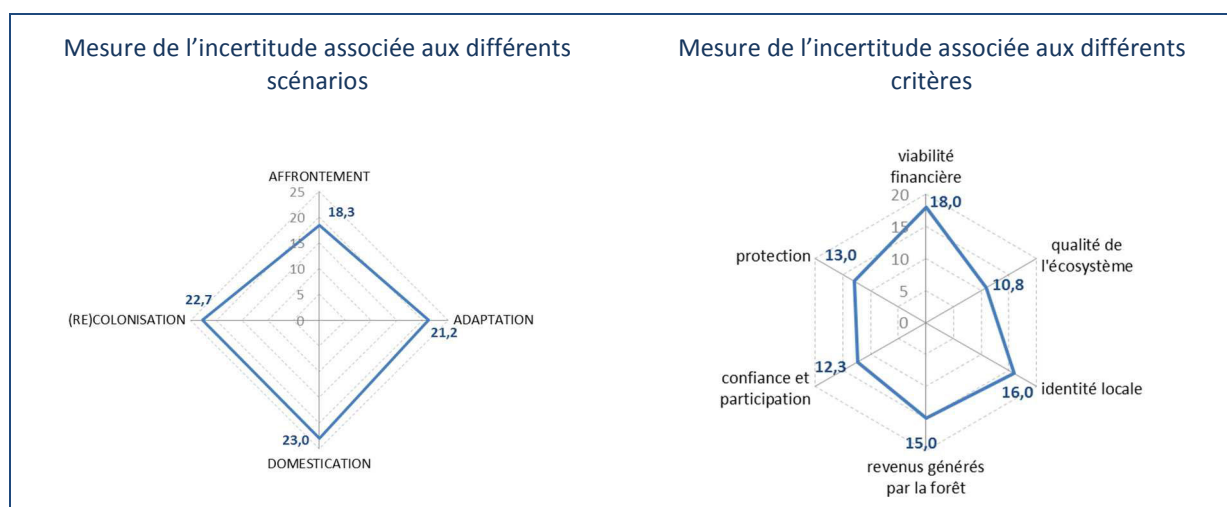 Mesure de l’incertitude associée aux différents
scénarios
AFFRONTEMENT
25
20
18,3
15
10
5
0
22,7
(RE)COLONISATION
ADAPTATION
21,2
23,0
DOMESTICATION
Mesure de l’incertitude associée aux différents
critères
viabilité
financière
20
18,0
15
10
5
0
protection
13,0
qualité de
l'écosystème
10,8
confiance et
participation
12,3
identité locale
16,0
15,0
revenus générés
par la forêt